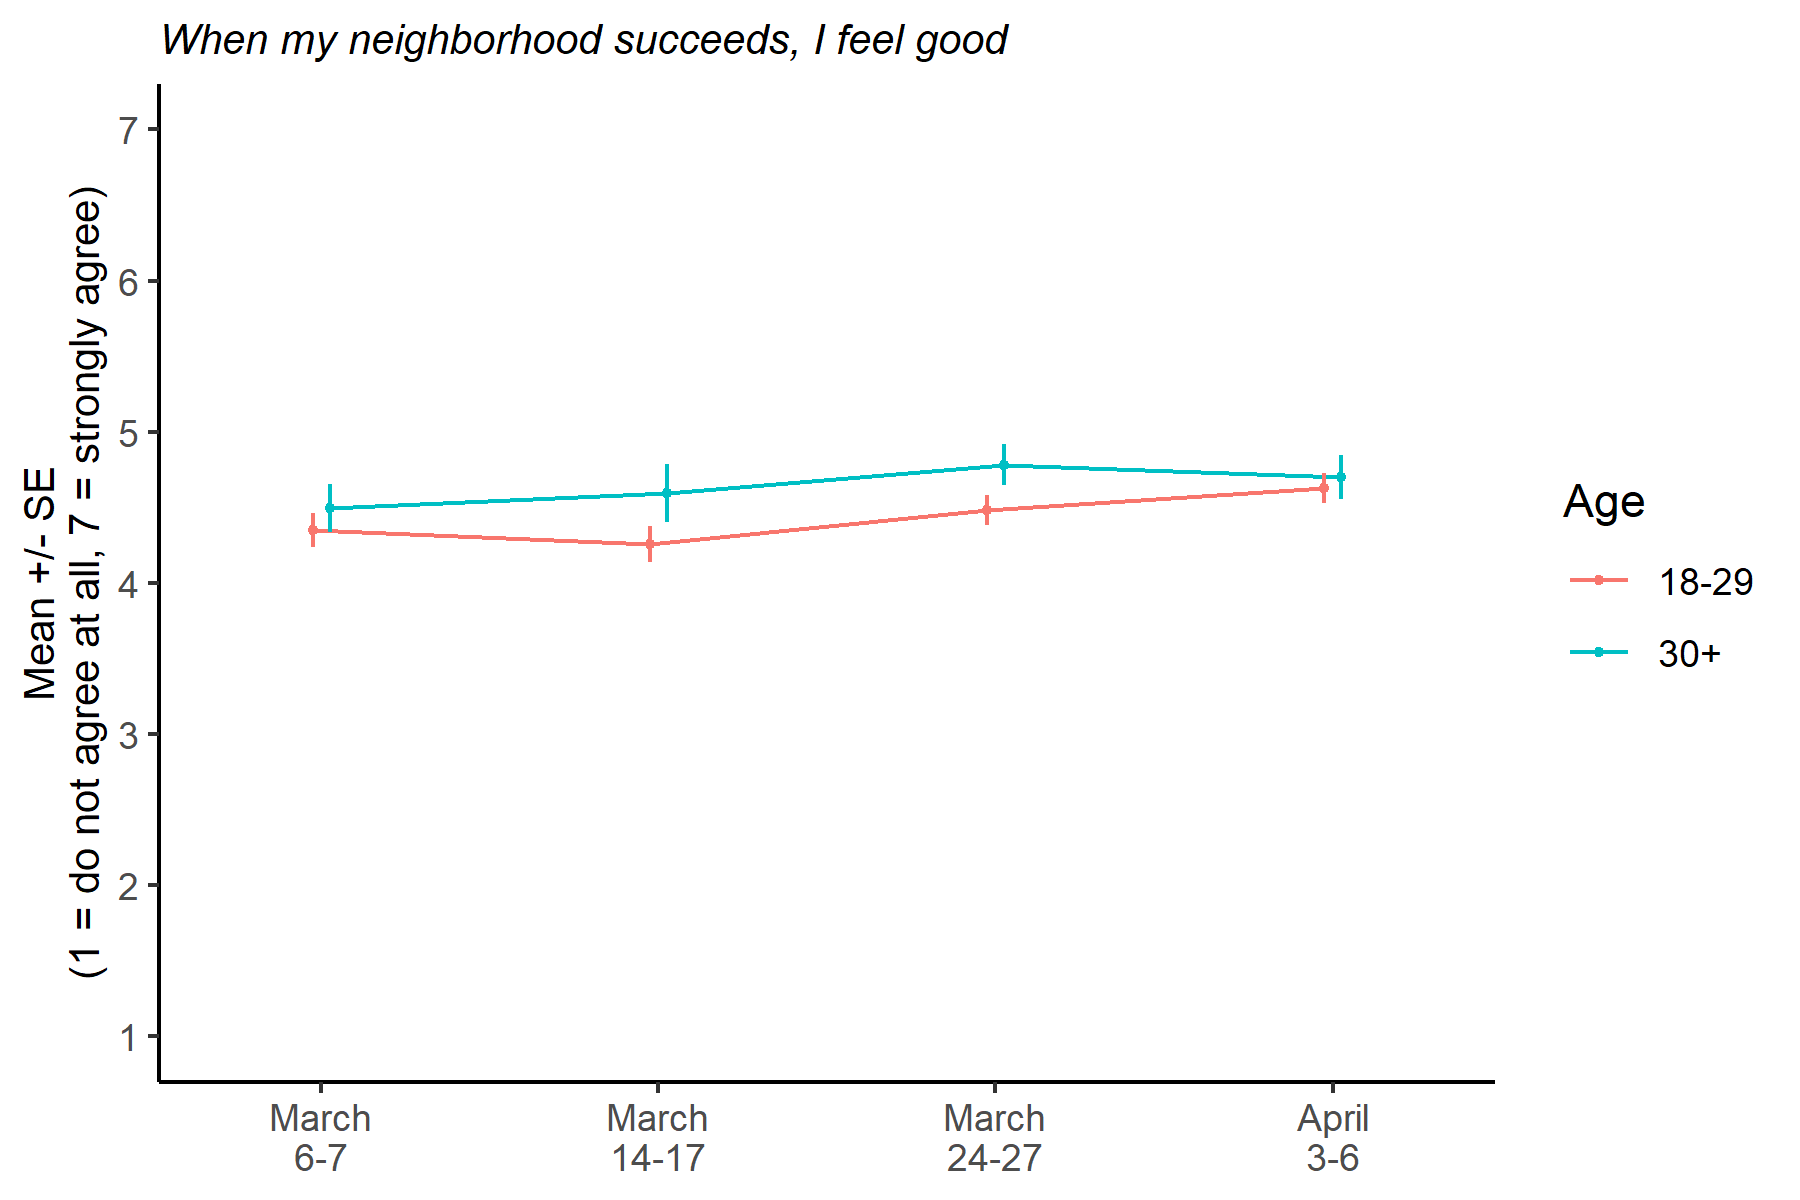 When my neighborhood succeeds, I feel good
Mean +/- SE
(1 = do not agree at all, 7 = strongly agree)
7
6
5
4
3
2
1
March
6-7
March
14-17
March
24-27
April
3-6
Age
18-29
30+